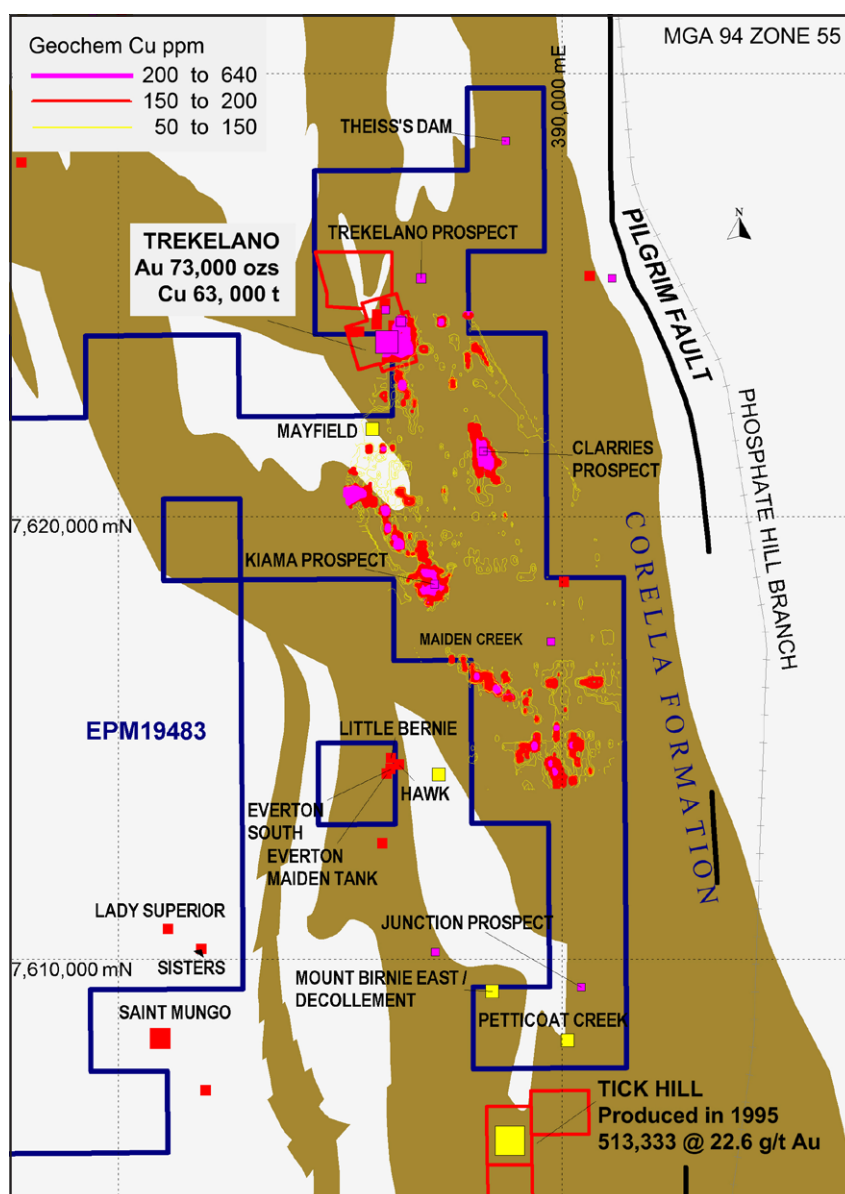 Geochem Cu ppm
200 to 640
150 to 200
50 to 150
MGA 94 ZONE 55
390,000 mE
THEISS'S DAM
N
TREKELANO
Au 73,000 ozs
Cu 63, 000 t
TREKELANO PROSPECT
PILGRIM FAULT
MAYFIELD
CLARRIES
PROSPECT
PHOSPHATE HILL BRANCH
7,620,000 mN
KIAMA PROSPECT
CORELLA FORMATION
MAIDEN CREEK
EPM19483
LITTLE BERNIE
HAWK
EVERTON
SOUTH
EVERTON
MAIDEN TANK
LADY SUPERIOR
JUNCTION PROSPECT
7,610,000 mN
SISTERS
MOUNT BIRNIE EAST /
DECOLLEMENT
SAINT MUNGO
PETTICOAT CREEK
TICK HILL
Produced in 1995
513,333 @ 22.6 g/t Au